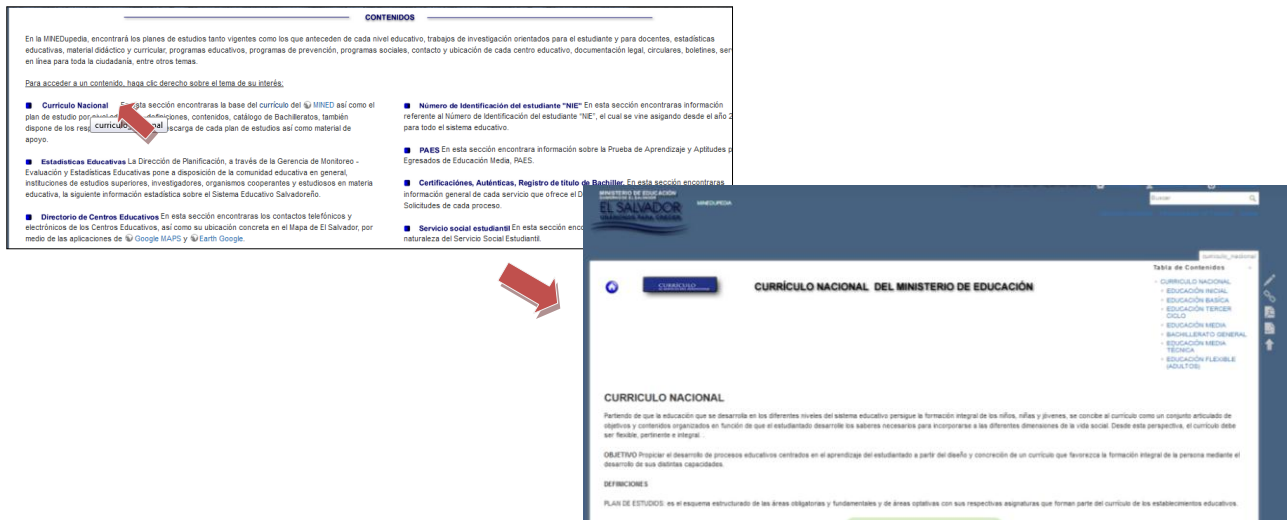 CONTENIDOS
En la MINEDupedia, encontrará los planes de estudios tanto vigentes como los que anteceden de cada nivel educativo, trabajos de investigación orientados para el estudiante y para docentes, estadísticas
educativas, material didáctico y curricular, programas educativos, programas de prevención, programas sociales, contacto y ubicación de cada centro educativo, documentación legal, circulares, boletines, ser
en línea para toda la ciudadanía, entre otros temas.
Para acceder a un contenido, haga clic derecho sobre el tema de su interés:
Curriculo Nacional esta sección encontraras la base del currículo del MINED así como el
plan de estudio por definiciones, contenidos, catálogo de Bachilleratos, también
dispone de los escarga de cada plan de estudios así como material de
apoyo.
Estadísticas Educativas La Dirección de Planificación, a través de la Gerencia de Monitoreo -
Evaluación y Estadísticas Educativas pone a disposición de la comunidad educativa en general,
instituciones de estudios superiores, investigadores, organismos cooperantes y estudiosos en materia
educativa, la siguiente información estadística sobre el Sistema Educativo Salvadoreño.
Directorio de Centros Educativos En esta sección encontraras los contactos telefónicos y
electrónicos de los Centros Educativos, así como su ubicación concreta en el Mapa de El Salvador, por
medio de las aplicaciones de Google MAPS y Earth Google.
Número de Identificación del estudiante "NIE" En esta sección encontraras información
referente al Número de Identificación del estudiante "NIE", el cual se vine asigando desde el año 2
para todo el sistema educativo.
PAES En esta sección encontrara información sobre la Prueba de Aprendizaje y Aptitudes p
Egresados de Educación Media, PAES.
Certificaciónes, Auténticas, Registro de título de Bachiller, En esta sección encontraras
información general de cada servicio que ofrece el D
Solicitudes de cada proceso.
Servicio social estudiantil En esta sección enco
naturaleza del Servicio Social Estudiantil.
MINISTERIO DE EDUCACIÓN
EL SALVADOR
UNÁMONOS PARA CRECER
MINEDUPEDIA
Buscar
curriculo_nacional
CURRICULO
CURRÍCULO NACIONAL DEL MINISTERIO DE EDUCACIÓN
Tabla de Contenidos
CURRICULO NACIONAL
EDUCACIÓN INICIAL
EDUCACIÓN BASÍCA
EDUCACIÓN TERCER
CICLO
EDUCACIÓN MEDIA
BACHILLERATO GENERAL
EDUCACIÓN MEDIA
TÉCNICA
EDUCACIÓN FLEXIBLE
(ADULTOS)
CURRICULO NACIONAL
Partiendo de que la educación que se desarrolla en los diferentes niveles del sistema educativo persigue la formación integral de los niños, niñas y jóvenes, se concibe al currículo como un conjunto articulado de
objetivos y contenidos organizados en función de que el estudiantado desarrolle los saberes necesarios para incorporarse a las diferentes dimensiones de la vida social. Desde esta perspectiva, el currículo debe
ser flexible, pertinente e integral. .
OBJETIVO Propiciar el desarrollo de procesos educativos centrados en el aprendizaje del estudiantado a partir del diseño y concreción de un currículo que favorezca la formación integral de la persona mediante el
desarrollo de sus distintas capacidades.
DEFINICIONES
PLAN DE ESTUDIOS: es el esquema estructurado de las áreas obligatorias y fundamentales y de áreas optativas con sus respectivas asignaturas que forman parte del currículo de los establecimientos educativos.